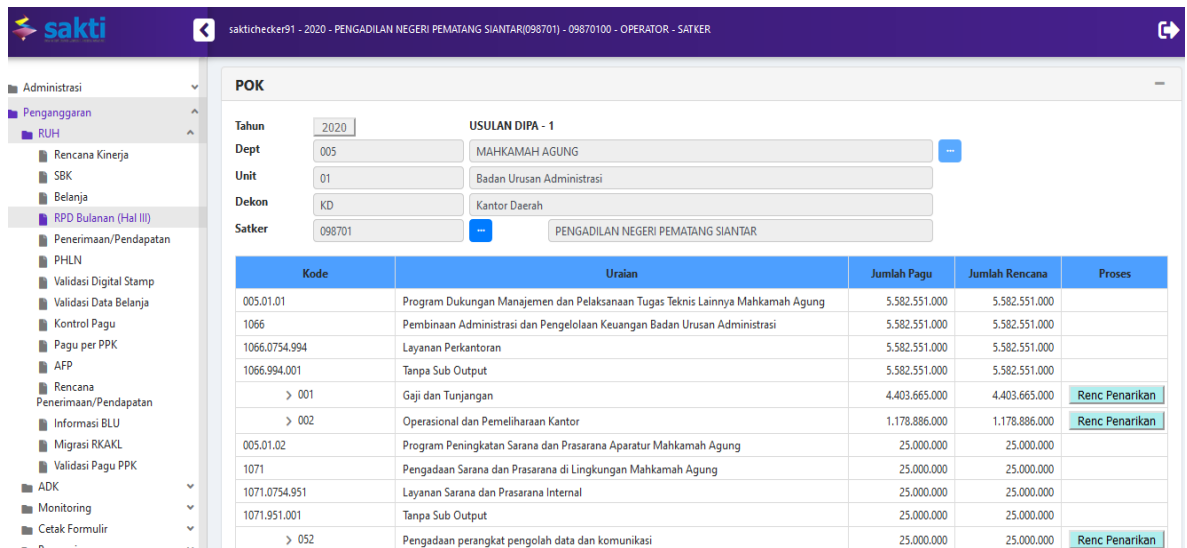 sakti
saktichecker91 - 2020 - PENGADILAN NEGERI PEMATANG SIANTAR(098701) - 09870100 - OPERATOR - SATKER
Administrasi
Penganggaran
RUH
Rencana Kinerja
SBK
Belanja
RPD Bulanan (Hal III)
Penerimaan/Pendapatan
PHLN
Validasi Digital Stamp
Validasi Data Belanja
Kontrol Pagu
Pagu per PPK
AFP
Rencana
Penerimaan/Pendapatan
Informasi BLU
Migrasi RKAKL
Validasi Pagu PPK
ADK
Monitoring
Cetak Formulir
POK
Tahun 2020 USULAN DIPA - 1
Dept 005 MAHKAMAH AGUNG ...
Unit 01 Badan Urusan Administrasi
Dekon KD Kantor Daerah
Satker 098701 ... PENGADILAN NEGERI PEMATANG SIANTAR
Kode Uraian Jumlah Pagu Jumlah Rencana Proses
005.01.01 Program Dukungan Manajemen dan Pelaksanaan Tugas Teknis Lainnya Mahkamah Agung 5.582.551.000 5.582.551.000
1066 Pembinaan Administrasi dan Pengelolaan Keuangan Badan Urusan Administrasi 5.582.551.000 5.582.551.000
1066.0754.994 Layanan Perkantoran 5.582.551.000 5.582.551.000
1066.994.001 Tanpa Sub Output 5.582.551.000 5.582.551.000
> 001 Gaji dan Tunjangan 4.403.665.000 4.403.665.000 Renc Penarikan
> 002 Operasional dan Pemeliharaan Kantor 1.178.886.000 1.178.886.000 Renc Penarikan
005.01.02 Program Peningkatan Sarana dan Prasarana Aparatur Mahkamah Agung 25.000.000 25.000.000
1071 Pengadaan Sarana dan Prasarana di Lingkungan Mahkamah Agung 25.000.000 25.000.000
1071.0754.951 Layanan Sarana dan Prasarana Internal 25.000.000 25.000.000
1071.951.001 Tanpa Sub Output 25.000.000 25.000.000
> 052 Pengadaan perangkat pengolah data dan komunikasi 25.000.000 25.000.000 Renc Penarikan